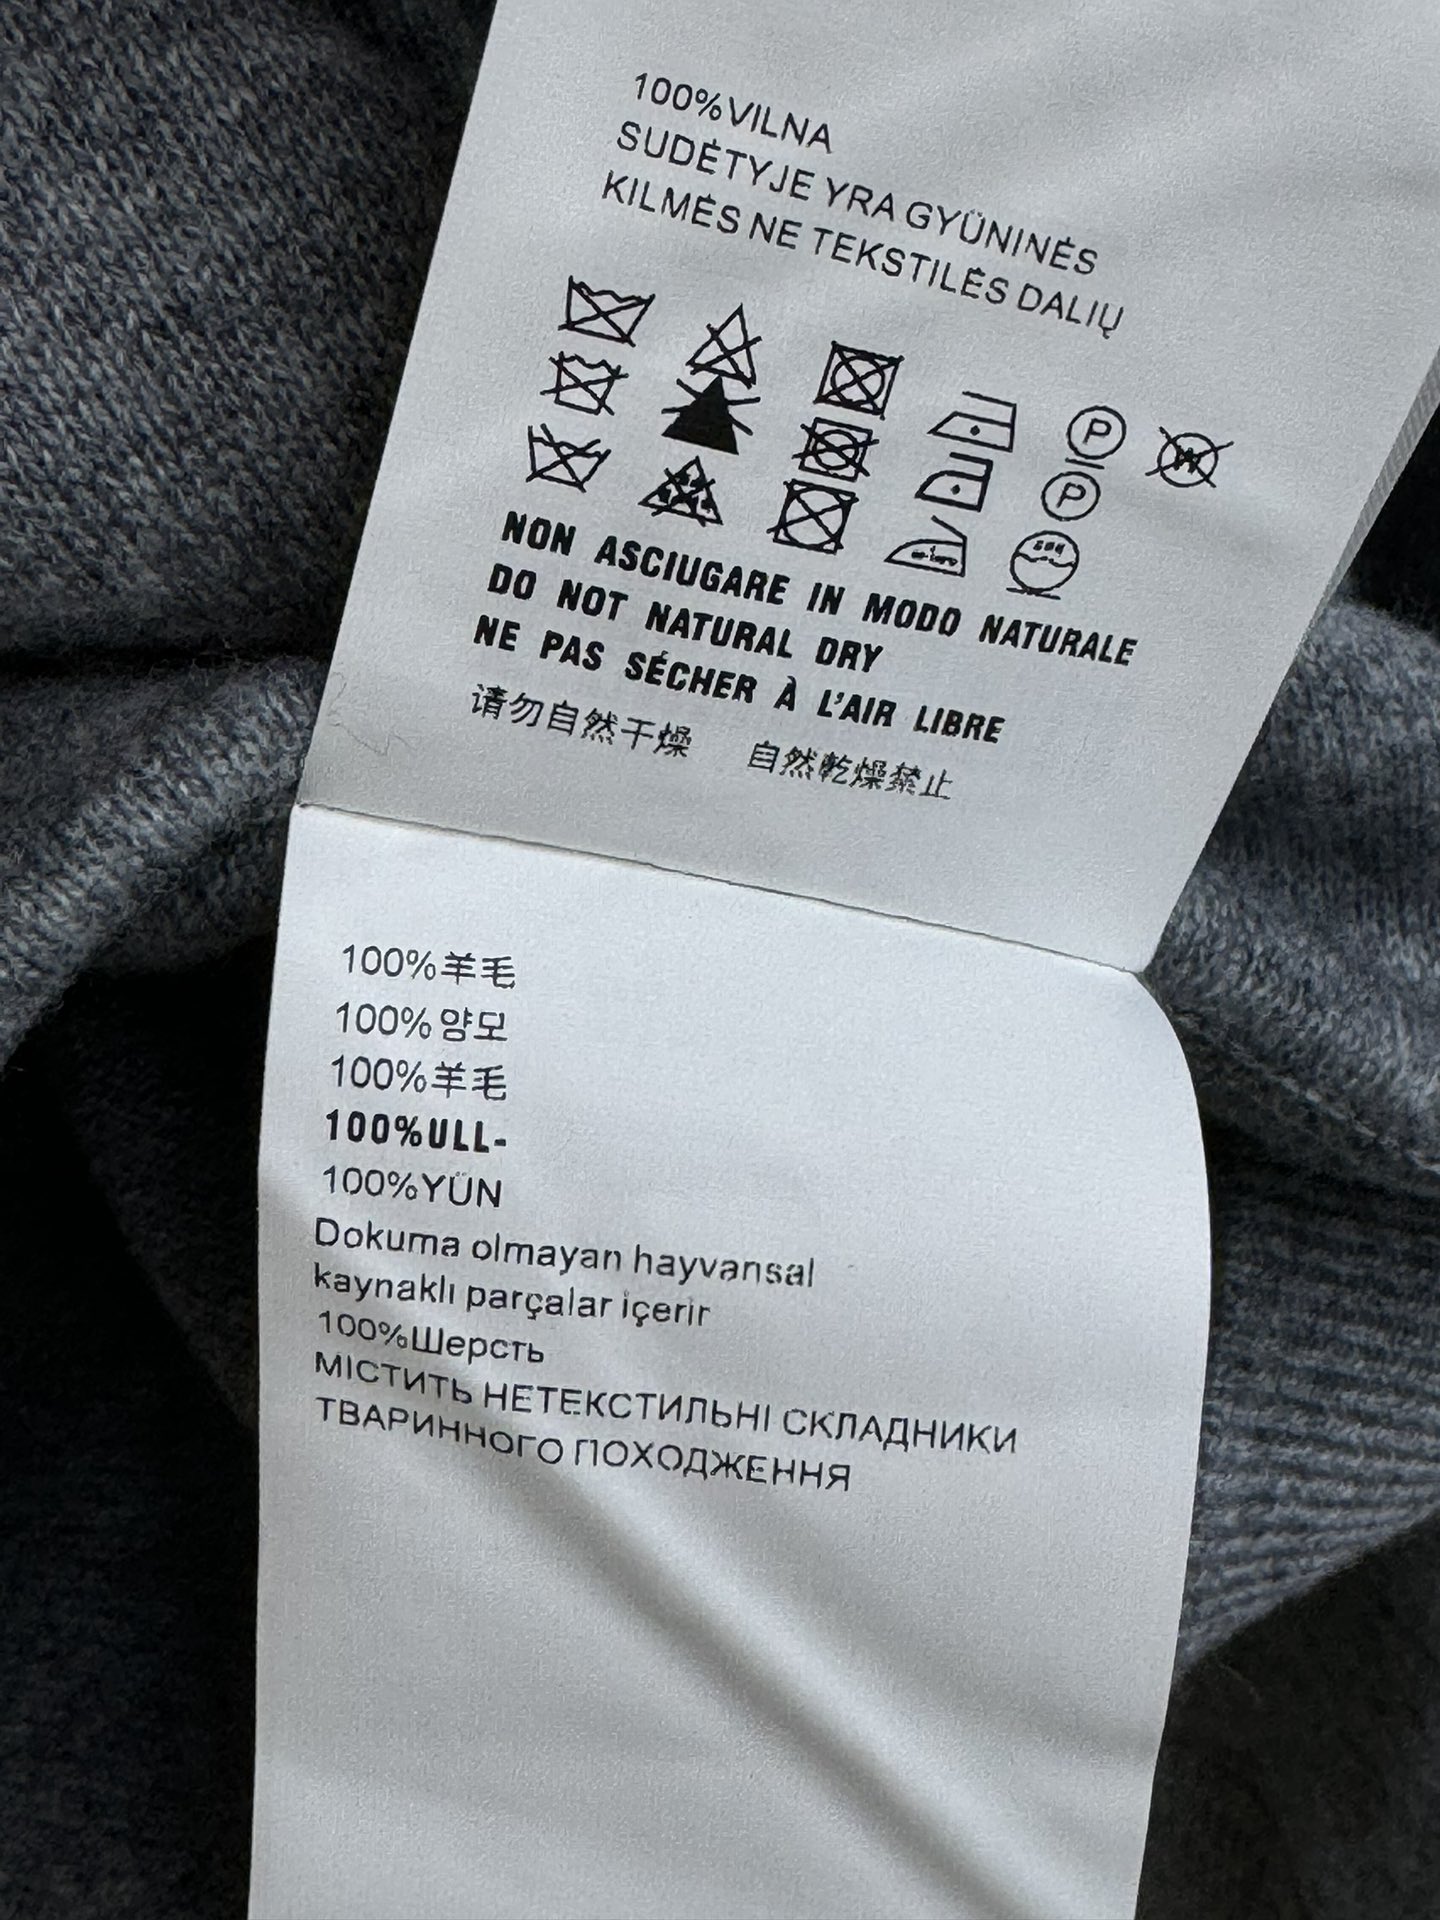 100%VILNA
SUDĖTYJE YRA GYŪNINĖS
KILMĖS NE TEKSTILĖS DALIŲ
P W
P
NON ASCIUGARE IN MODO NATURALE
DO NOT NATURAL DRY
NE PAS SÉCHER À L'AIR LIBRE
请勿自然干燥 自然乾燥禁止
100%羊毛
100%양모
100%羊毛
100%ULL-
100%YÜN
Dokuma olmayan hayvansal
kaynaklı parçalar içerir
100%Шерсть
МІСТИТЬ НЕТЕКСТИЛЬНІ СКЛАДНИКИ
ТВАРИННОГО ПОХОДЖЕННЯ